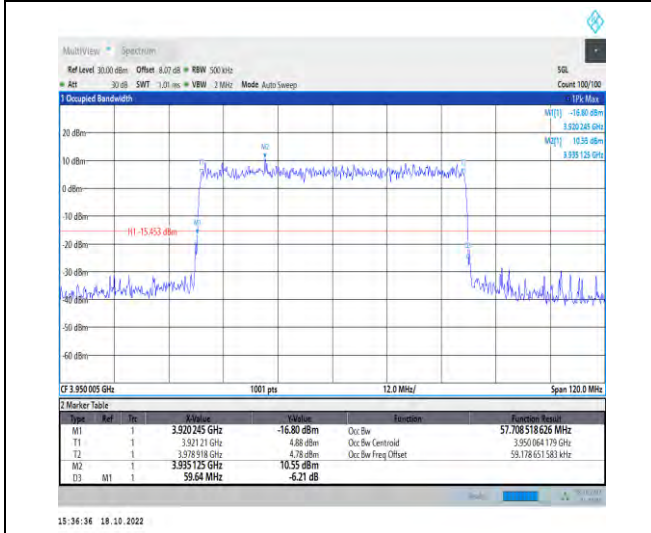 MultiView Spectrum
Ref Level 30.00 dBm Offset 8.07 dB RBW 500 kHz SGL
Att 30 dB SWT 1.01 ms VBW 2 MHz Mode Auto Sweep Count 100/100
1 Occupied Bandwidth 1Pk Max
M1[1] -16.80 dBm
3.920 245 GHz
M2[1] 10.55 dBm
3.935 125 GHz
20 dBm
M2
10 dBm
0 dBm
-10 dBm
H1 -15.453 dBm
-20 dBm
-30 dBm
-40 dBm
-50 dBm
-60 dBm
CF 3.950 005 GHz 1001 pts 12.0 MHz/ Span 120.0 MHz
2 Marker Table
Type Ref Trc X-Value Y-Value Function Function Result
M1 1 3.920 245 GHz -16.80 dBm Occ Bw 57.708 518 626 MHz
T1 1 3.921 21 GHz 4.88 dBm Occ Bw Centroid 3.950 064 179 GHz
T2 1 3.978 918 GHz 4.78 dBm Occ Bw Freq Offset 59.178 651 583 kHz
M2 1 3.935 125 GHz 10.55 dBm
D3 M1 1 59.64 MHz -6.21 dB
15:36:36 18.10.2022